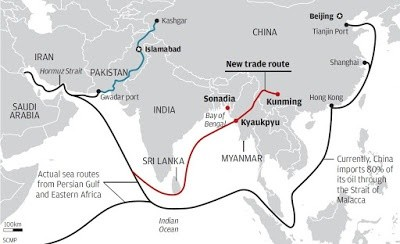 Kashgar
CHINA
Beijing
Tianjin Port
Islamabad
IRAN
Hormuz Strait
PAKISTAN
Shanghai
New trade route
Gwadar port
SAUDI
ARABIA
INDIA
Sonadia
Kunming
Hong Kong
Bay of
Bengal
Kyaukpyu
SRI LANKA
MYANMAR
Actual sea routes
from Persian Gulf
and Eastern Africa
Currently, China
imports 80% of
its oil through
the Strait of
Malacca
Indian
Ocean
100km
SCMP